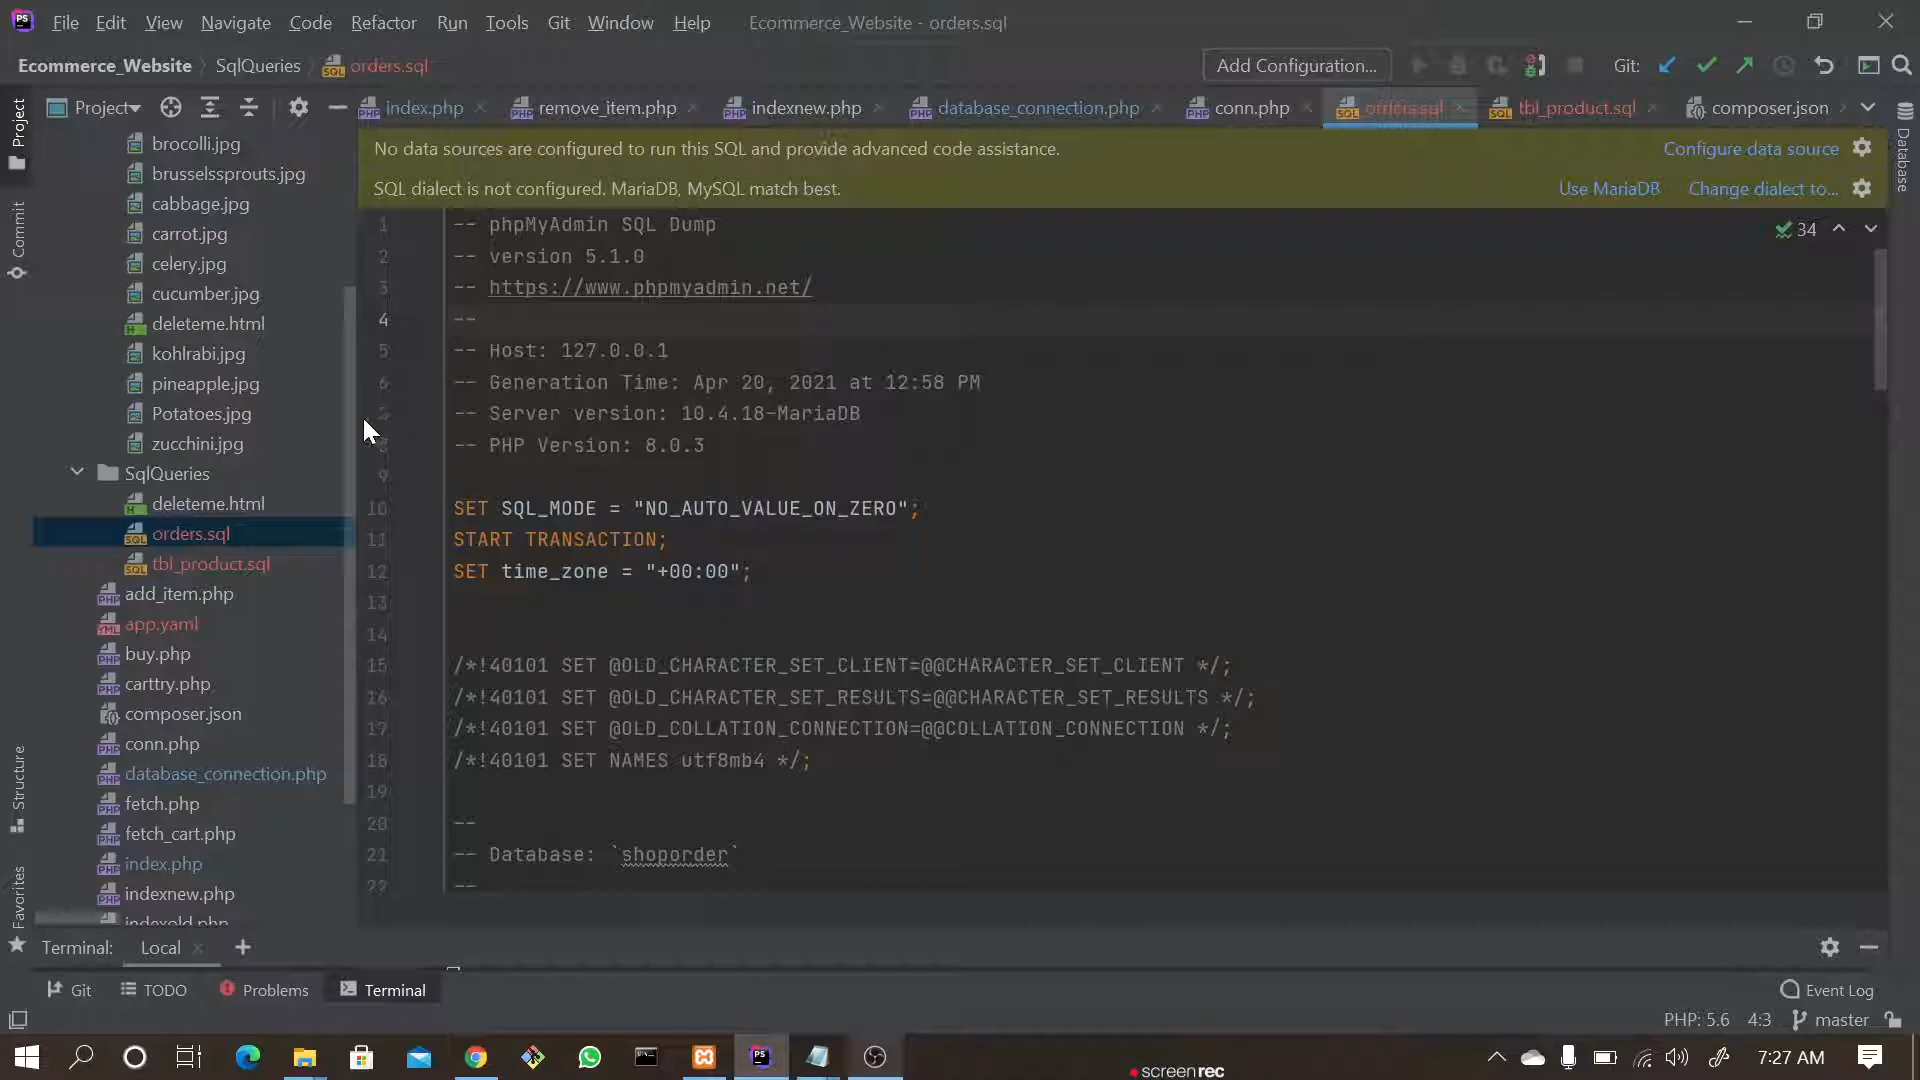 File Edit View Navigate Code Refactor Run Tools Git Window Help Ecommerce_Website - orders.sql
Ecommerce_Website SqlQueries orders.sql Add Configuration... Git:
Project index.php remove_item.php indexnew.php database_connection.php conn.php orders.sql tbl_product.sql composer.json
Project
Commit
Structure
Favorites
Database
brocolli.jpg
brusselssprouts.jpg
cabbage.jpg
carrot.jpg
celery.jpg
cucumber.jpg
deleteme.html
kohlrabi.jpg
pineapple.jpg
Potatoes.jpg
zucchini.jpg
SqlQueries
deleteme.html
orders.sql
tbl_product.sql
add_item.php
app.yaml
buy.php
carttry.php
composer.json
conn.php
database_connection.php
fetch.php
fetch_cart.php
index.php
indexnew.php
indexold.php
No data sources are configured to run this SQL and provide advanced code assistance. Configure data source
SQL dialect is not configured. MariaDB, MySQL match best. Use MariaDB Change dialect to...
34
1 -- phpMyAdmin SQL Dump
2 -- version 5.1.0
3 -- https://www.phpmyadmin.net/
4 --
5 -- Host: 127.0.0.1
6 -- Generation Time: Apr 20, 2021 at 12:58 PM
-- Server version: 10.4.18-MariaDB
-- PHP Version: 8.0.3
9
10 SET SQL_MODE = "NO_AUTO_VALUE_ON_ZERO";
11 START TRANSACTION;
12 SET time_zone = "+00:00";
13
14
15 /*!40101 SET @OLD_CHARACTER_SET_CLIENT=@@CHARACTER_SET_CLIENT */;
16 /*!40101 SET @OLD_CHARACTER_SET_RESULTS=@@CHARACTER_SET_RESULTS */;
17 /*!40101 SET @OLD_COLLATION_CONNECTION=@@COLLATION_CONNECTION */;
18 /*!40101 SET NAMES utf8mb4 */;
19
20 --
21 -- Database: `shoporder`
22 --
Terminal: Local
Git TODO Problems Terminal Event Log
PHP: 5.6 4:3 master
7:27 AM
screenrec